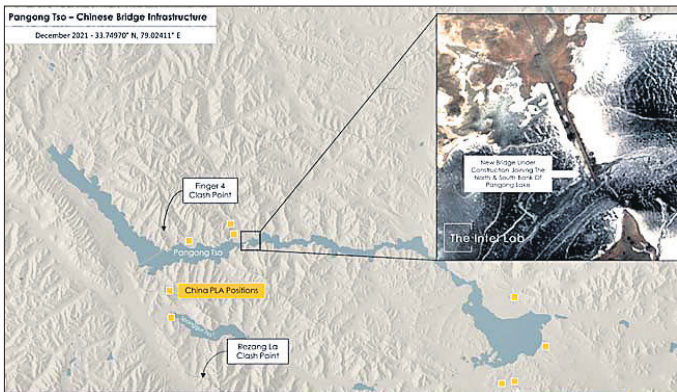 Pangong Tso – Chinese Bridge Infrastructure
December 2021 - 33.74970° N, 79.02411° E
Finger 4
Clash Point
Pangong Tso
China PLA Positions
Rezang La
Clash Point
New Bridge Under
Construction Joining The
North & South Bank Of
Pangong Lake
The Intel Lab